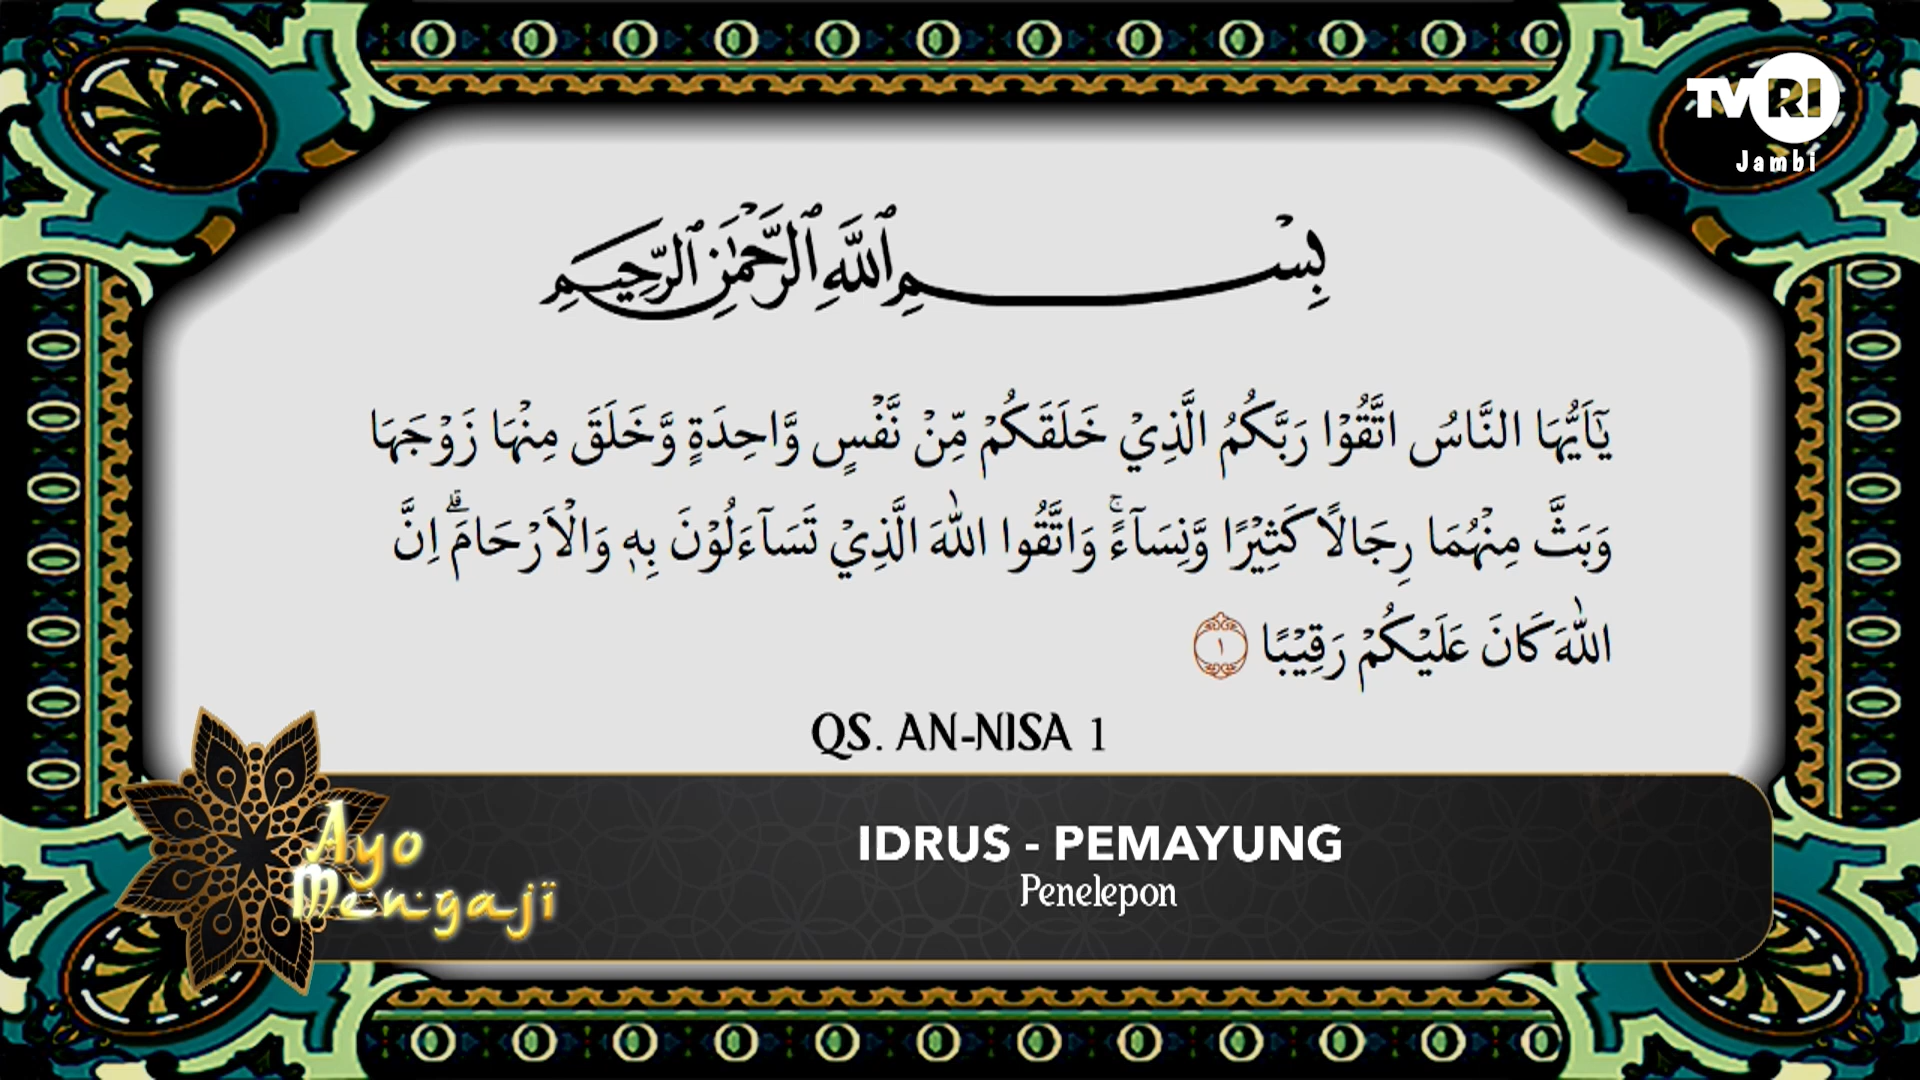 TVRI
Jambi
بِسْمِ اللَّهِ الرَّحْمَٰنِ الرَّحِيمِ
يٰٓاَيُّهَا النَّاسُ اتَّقُوْا رَبَّكُمُ الَّذِيْ خَلَقَكُمْ مِّنْ نَّفْسٍ وَّاحِدَةٍ وَّخَلَقَ مِنْهَا زَوْجَهَا
وَبَثَّ مِنْهُمَا رِجَالًا كَثِيْرًا وَّنِسَاۤءًۚ وَاتَّقُوا اللّٰهَ الَّذِيْ تَسَاۤءَلُوْنَ بِهٖ وَالْاَرْحَامَۗ اِنَّ
اللّٰهَ كَانَ عَلَيْكُمْ رَقِيْبًا ١
QS. AN-NISA 1
Ayo
Mengaji
IDRUS - PEMAYUNG
Penelepon